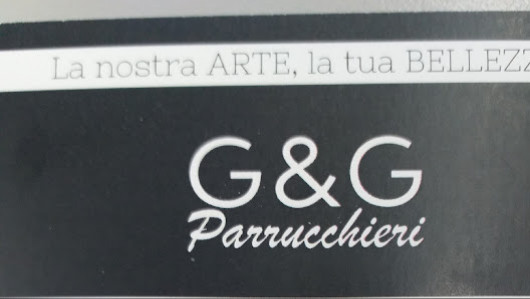 La nostra ARTE, la tua BELLEZZ
G&G
Parrucchieri